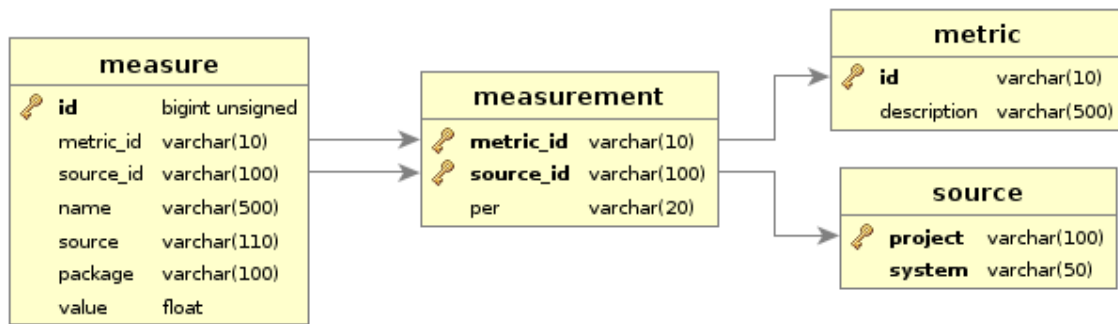 measure
id bigint unsigned
metric_id varchar(10)
source_id varchar(100)
name varchar(500)
source varchar(110)
package varchar(100)
value float
measurement
metric_id varchar(10)
source_id varchar(100)
per varchar(20)
metric
id varchar(10)
description varchar(500)
source
project varchar(100)
system varchar(50)